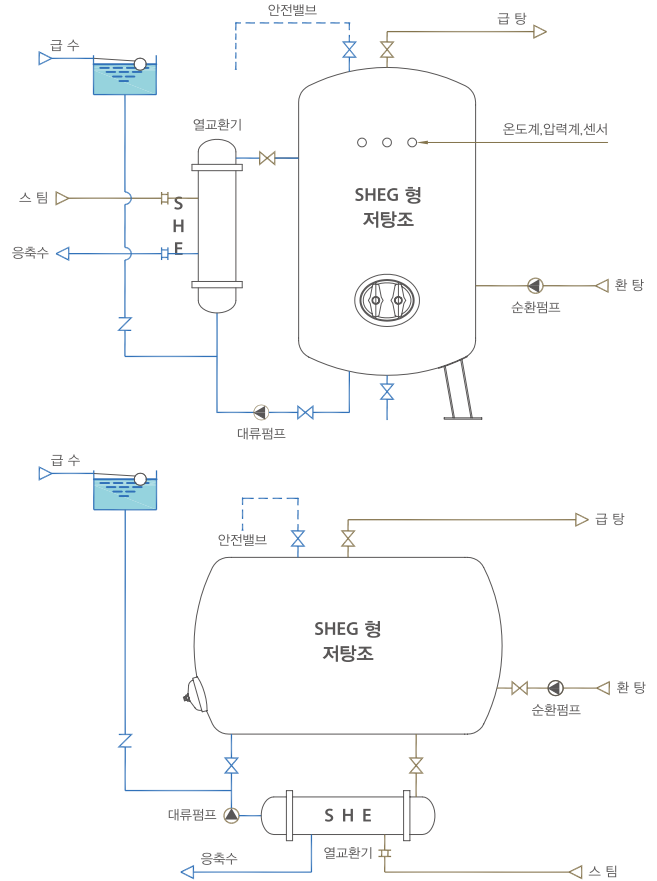 안전밸브
급 탕
급 수
열교환기
온도계,압력계,센서
스 팀
S
H
E
SHEG 형
저탕조
응축수
환 탕
순환펌프
대류펌프
급 수
급 탕
안전밸브
SHEG 형
저탕조
환 탕
순환펌프
대류펌프
S H E
열교환기
응축수
스 팀